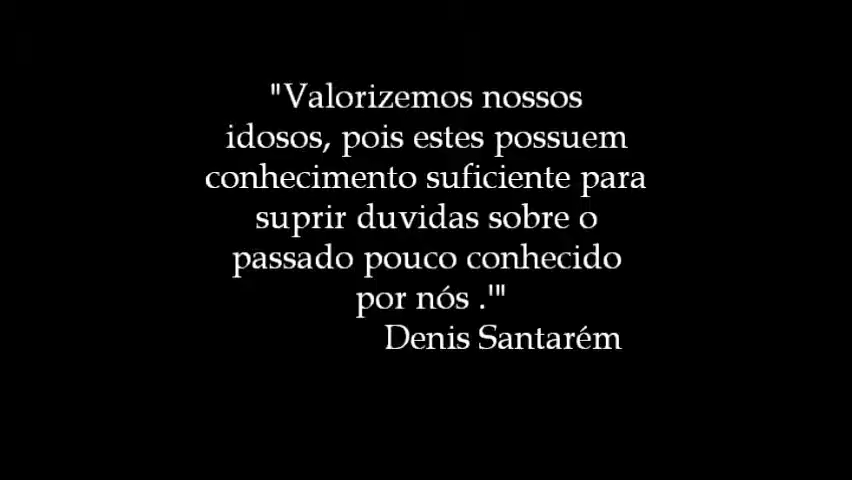 "Valorizemos nossos
idosos, pois estes possuem
conhecimento suficiente para
suprir duvidas sobre o
passado pouco conhecido
por nós .'"
Denis Santarém